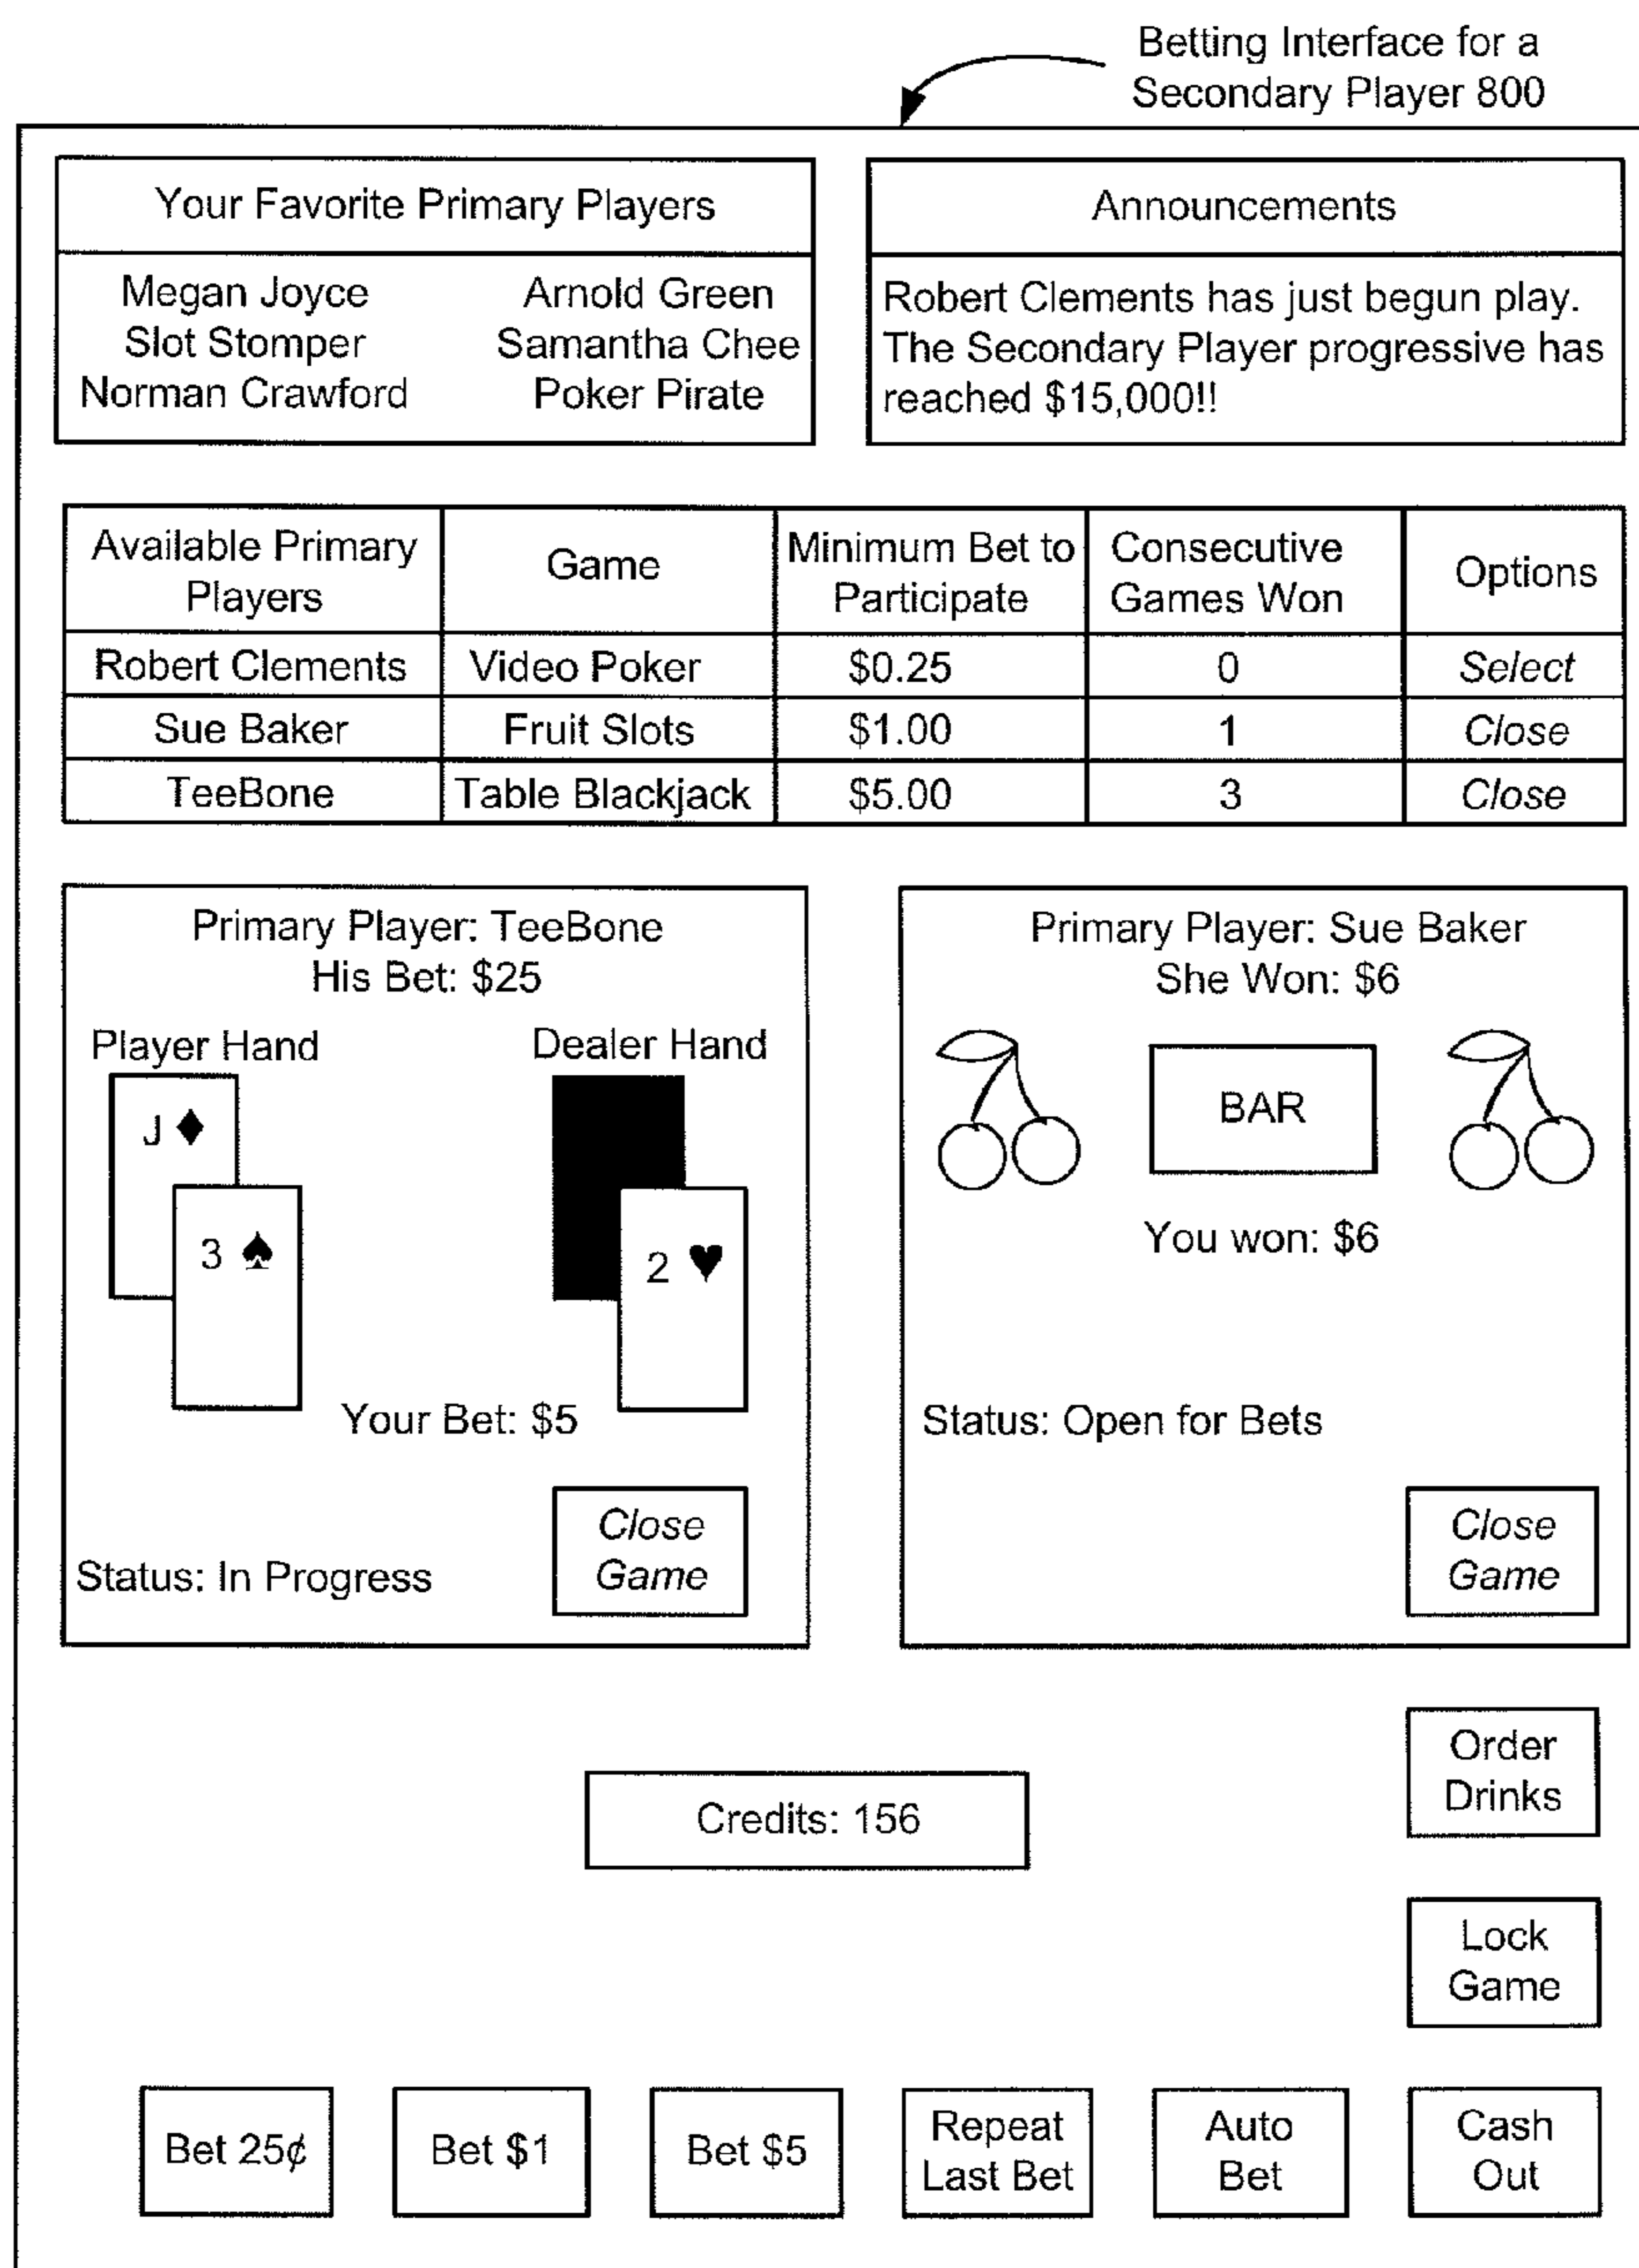 Betting Interface for a
Secondary Player 800
Your Favorite Primary Players
Megan Joyce
Slot Stomper
Norman Crawford
Arnold Green
Samantha Chee
Poker Pirate
Announcements
Robert Clements has just begun play.
The Secondary Player progressive has
reached $15,000!!
Available Primary
Players
Game
Minimum Bet to
Participate
Consecutive
Games Won
Options
Robert Clements Video Poker $0.25 0 Select
Sue Baker Fruit Slots $1.00 1 Close
TeeBone Table Blackjack $5.00 3 Close
Primary Player: TeeBone
His Bet: $25
Player Hand
Dealer Hand
J ♦
3 ♠
2 ♥
Your Bet: $5
Status: In Progress
Close
Game
Primary Player: Sue Baker
She Won: $6
BAR
You won: $6
Status: Open for Bets
Close
Game
Credits: 156
Order
Drinks
Lock
Game
Bet 25¢
Bet $1
Bet $5
Repeat
Last Bet
Auto
Bet
Cash
Out